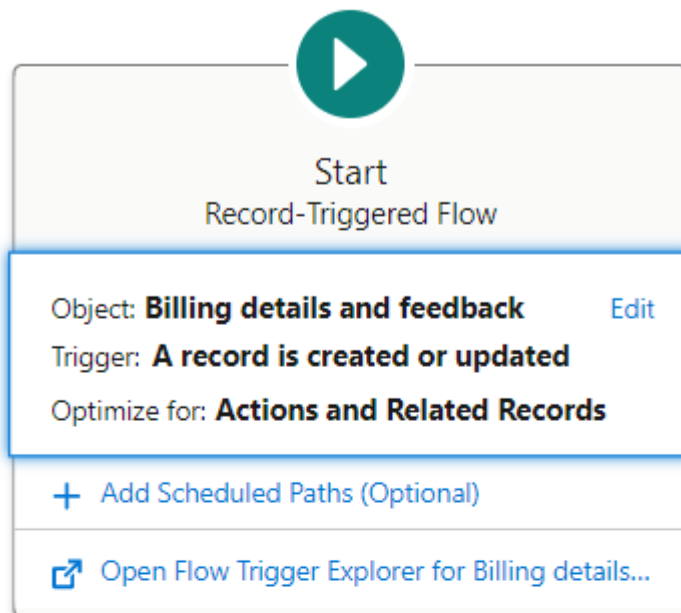 Start
Record-Triggered Flow
Object: Billing details and feedback Edit
Trigger: A record is created or updated
Optimize for: Actions and Related Records
+ Add Scheduled Paths (Optional)
Open Flow Trigger Explorer for Billing details...